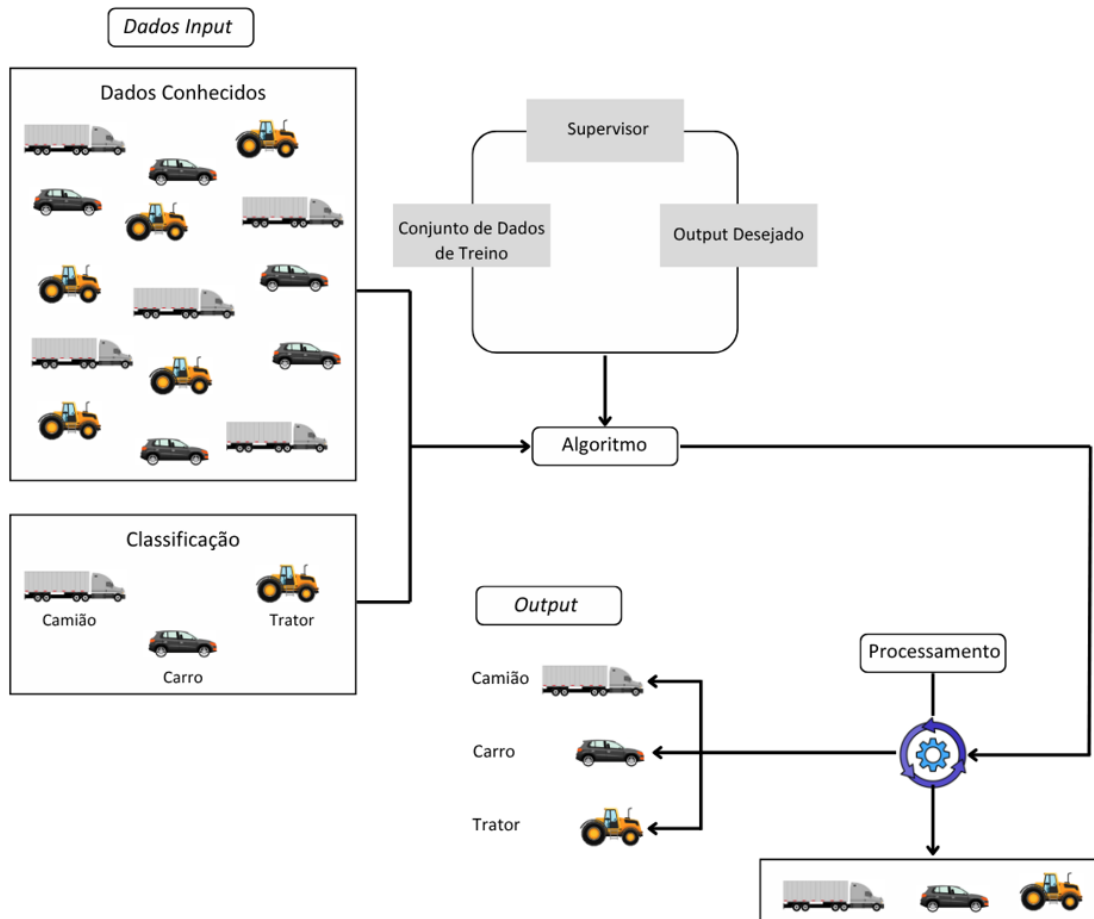 Dados Input
Dados Conhecidos
Supervisor
Conjunto de Dados
de Treino
Output Desejado
Algoritmo
Classificação
Camião
Trator
Carro
Output
Processamento
Camião
Carro
Trator